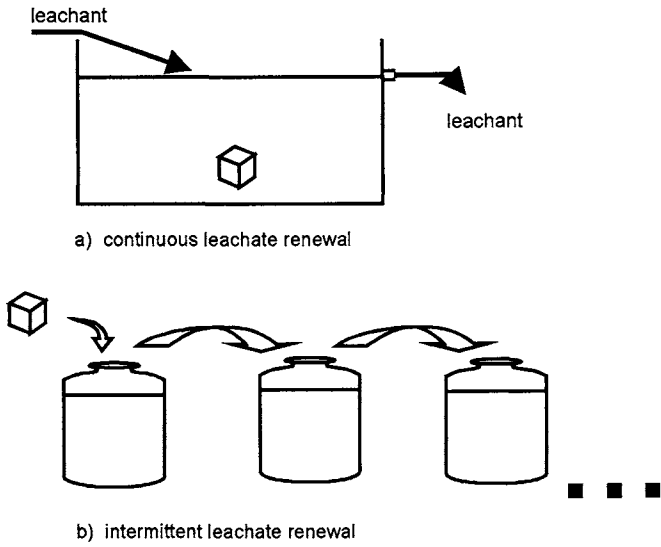 leachant
leachant
a) continuous leachate renewal
b) intermittent leachate renewal